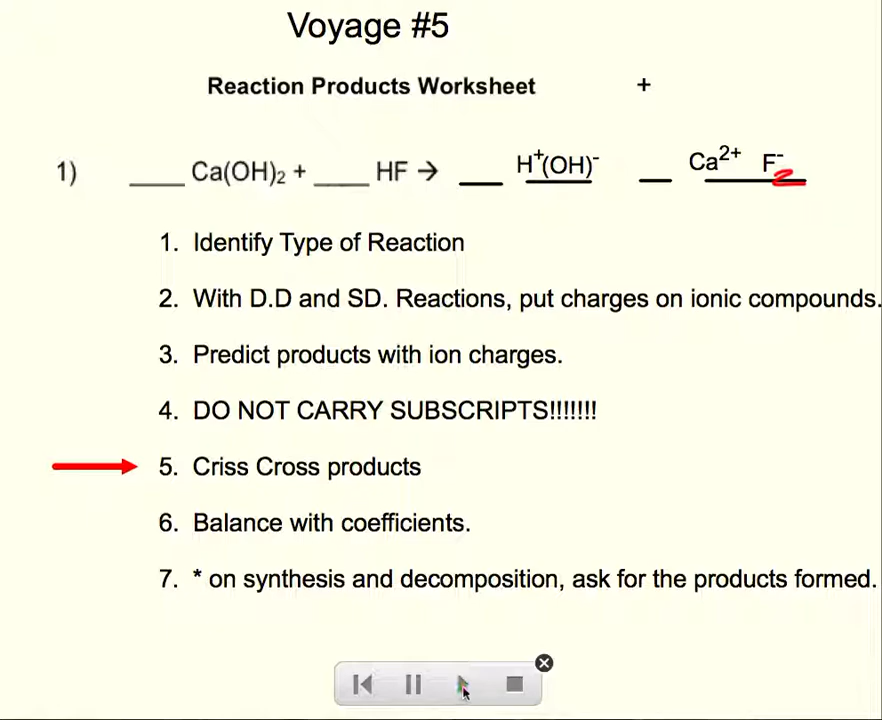 Voyage #5
Reaction Products Worksheet +
1) ____ Ca(OH)₂ + ____ HF → ____ H⁺(OH)⁻ ___ Ca²⁺ F⁻₂
1. Identify Type of Reaction
2. With D.D and SD. Reactions, put charges on ionic compounds.
3. Predict products with ion charges.
4. DO NOT CARRY SUBSCRIPTS!!!!!!!
5. Criss Cross products
6. Balance with coefficients.
7. * on synthesis and decomposition, ask for the products formed.